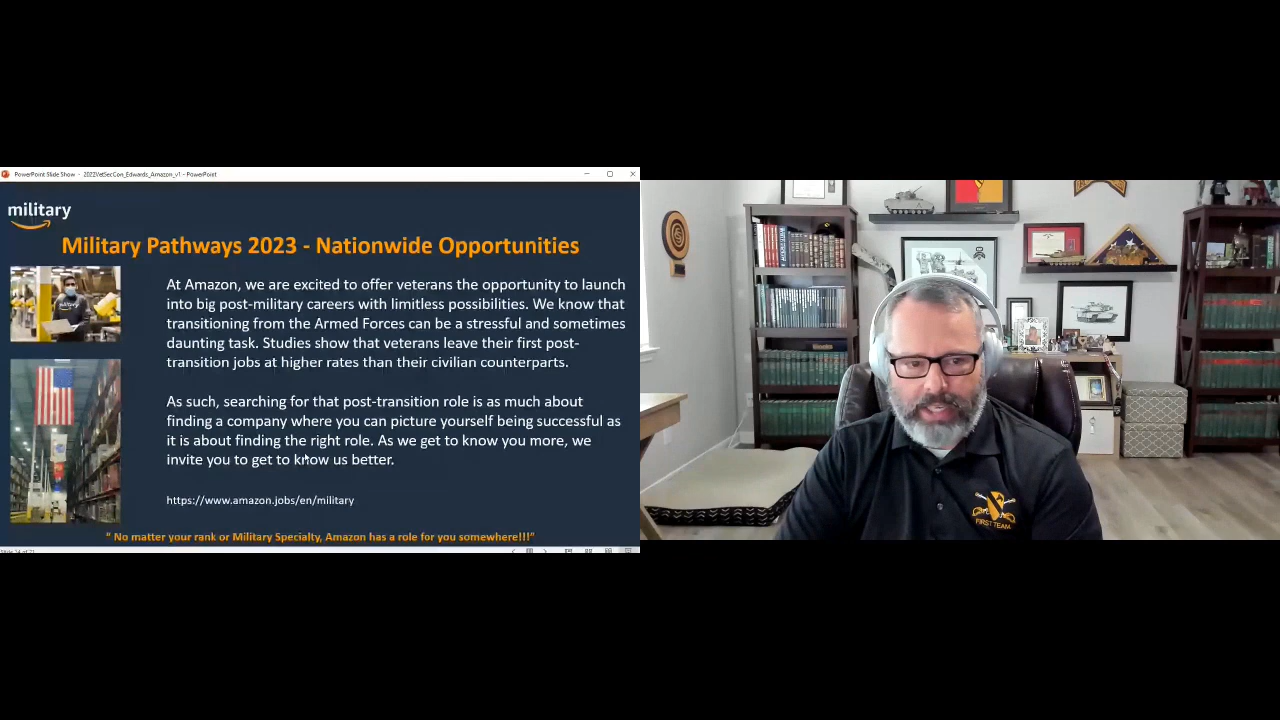 PowerPoint Slide Show - 2022VetSecCon_Edwards_Amazon_v1 - PowerPoint
military
Military Pathways 2023 - Nationwide Opportunities
At Amazon, we are excited to offer veterans the opportunity to launch
into big post-military careers with limitless possibilities. We know that
transitioning from the Armed Forces can be a stressful and sometimes
daunting task. Studies show that veterans leave their first post-
transition jobs at higher rates than their civilian counterparts.
As such, searching for that post-transition role is as much about
finding a company where you can picture yourself being successful as
it is about finding the right role. As we get to know you more, we
invite you to get to know us better.
https://www.amazon.jobs/en/military
“ No matter your rank or Military Specialty, Amazon has a role for you somewhere!!!”
FIRST TEAM